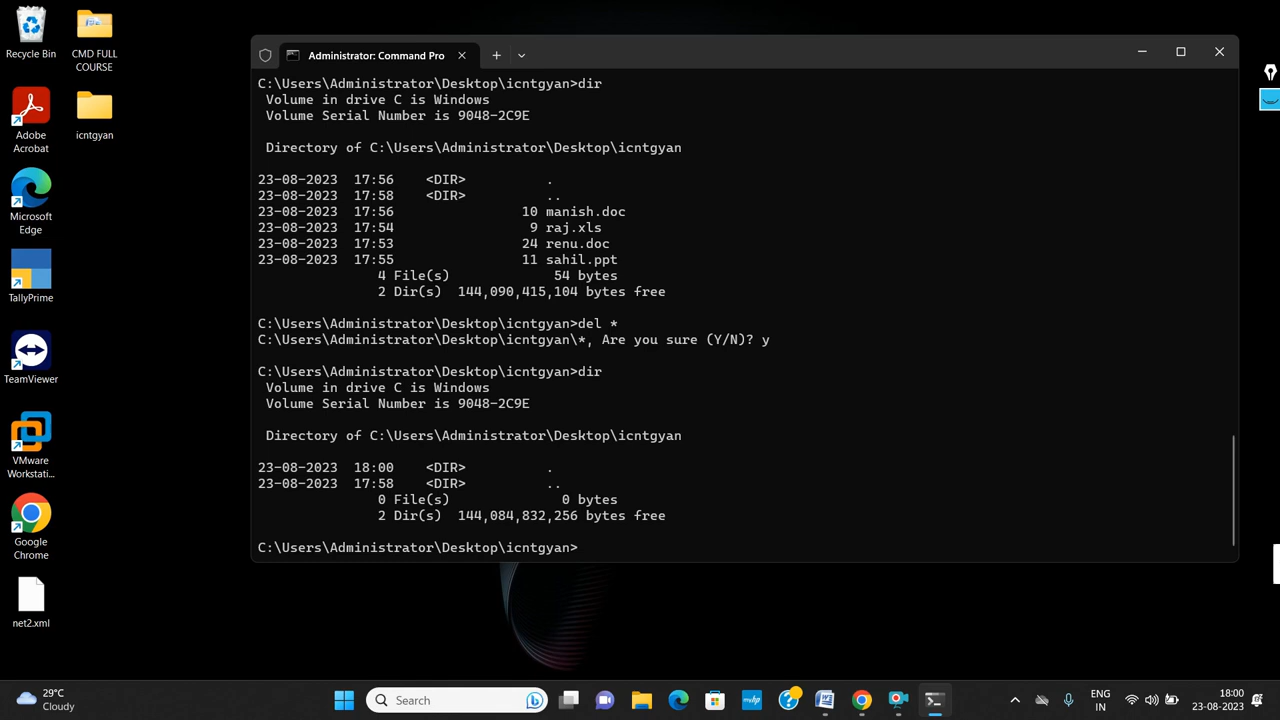 Recycle Bin
CMD FULL
COURSE
Adobe
Acrobat
icntgyan
Microsoft
Edge
TallyPrime
TeamViewer
VMware
Workstati...
Google
Chrome
net2.xml
Administrator: Command Pro
C:\Users\Administrator\Desktop\icntgyan>dir
Volume in drive C is Windows
Volume Serial Number is 9048-2C9E
Directory of C:\Users\Administrator\Desktop\icntgyan
23-08-2023 17:56 <DIR> .
23-08-2023 17:58 <DIR> ..
23-08-2023 17:56 10 manish.doc
23-08-2023 17:54 9 raj.xls
23-08-2023 17:53 24 renu.doc
23-08-2023 17:55 11 sahil.ppt
4 File(s) 54 bytes
2 Dir(s) 144,090,415,104 bytes free
C:\Users\Administrator\Desktop\icntgyan>del *
C:\Users\Administrator\Desktop\icntgyan\*, Are you sure (Y/N)? y
C:\Users\Administrator\Desktop\icntgyan>dir
Volume in drive C is Windows
Volume Serial Number is 9048-2C9E
Directory of C:\Users\Administrator\Desktop\icntgyan
23-08-2023 18:00 <DIR> .
23-08-2023 17:58 <DIR> ..
0 File(s) 0 bytes
2 Dir(s) 144,084,832,256 bytes free
C:\Users\Administrator\Desktop\icntgyan>
29°C
Cloudy
Search
ENG
IN
18:00
23-08-2023